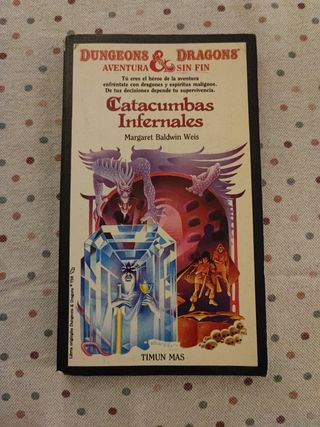 DUNGEONS & DRAGONS
AVENTURA SIN FIN
Tú eres el héroe de la aventura
enfréntate con dragones y espíritus malignos.
De tus decisiones depende tu supervivencia.
Catacumbas
Infernales
Margaret Baldwin Weis
TIMUN MAS